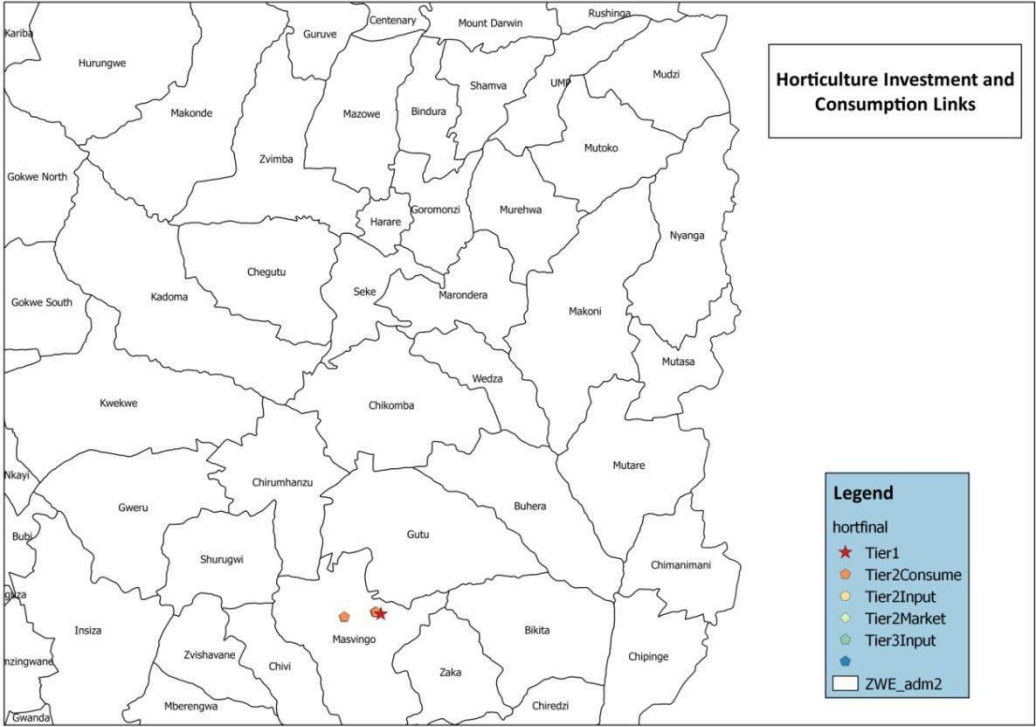 Kariba
Hurungwe
Guruve
Centenary
Mount Darwin
Rushinga
Horticulture Investment and
Consumption Links
Makonde
Mazowe
Bindura
Shamva
UMP
Mudzi
Zvimba
Mutoko
Gokwe North
Harare
Goromonzi
Murehwa
Nyanga
Chegutu
Gokwe South
Kadoma
Seke
Marondera
Makoni
Mutasa
Kwekwe
Chikomba
Wedza
Nkayi
Gweru
Chirumhanzu
Mutare
Buhera
Bubi
Gutu
Shurugwi
Chimanimani
guza
Insiza
Masvingo
Bikita
mzingwane
Zvishavane
Chivi
Zaka
Chipinge
Mberengwa
Chiredzi
Gwanda
Legend
hortfinal
Tier1
Tier2Consume
Tier2Input
Tier2Market
Tier3Input
ZWE_adm2